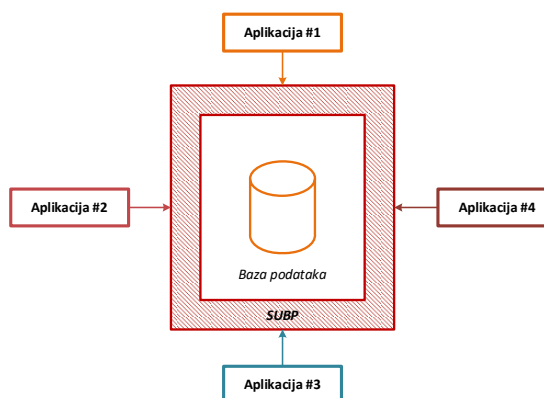 Aplikacija #1
Aplikacija #2
Aplikacija #4
Baza podataka
SUBP
Aplikacija #3